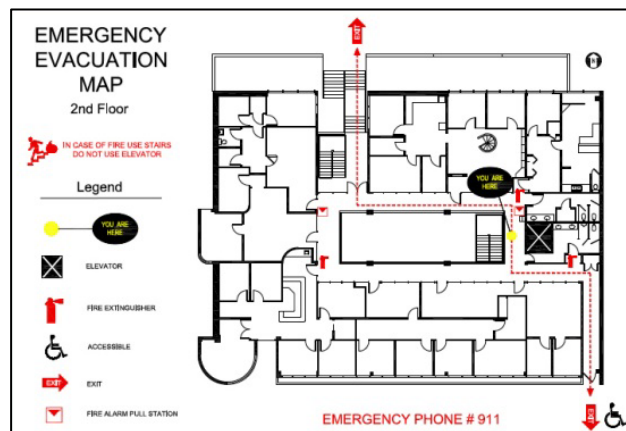 EMERGENCY
EVACUATION
MAP
2nd Floor
IN CASE OF FIRE USE STAIRS
DO NOT USE ELEVATOR
Legend
YOU ARE
HERE
ELEVATOR
FIRE EXTINGUISHER
ACCESSIBLE
EXIT
EXIT
FIRE ALARM PULL STATION
EXIT
YOU ARE
HERE
EMERGENCY PHONE # 911
EXIT